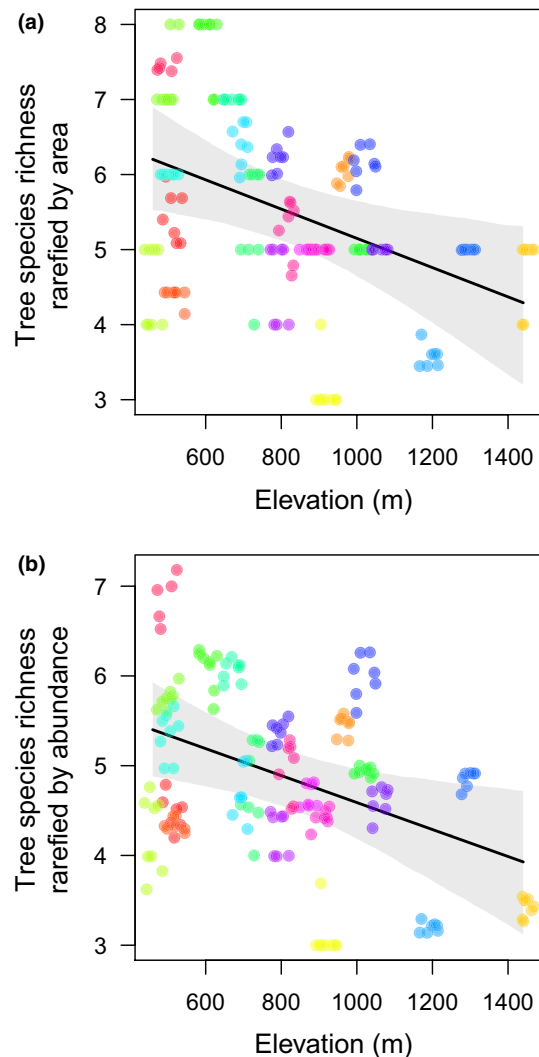 (a)
Tree species richness
rarefied by area
8
7
6
5
4
3
600 800 1000 1200 1400
Elevation (m)
(b)
Tree species richness
rarefied by abundance
7
6
5
4
3
600 800 1000 1200 1400
Elevation (m)